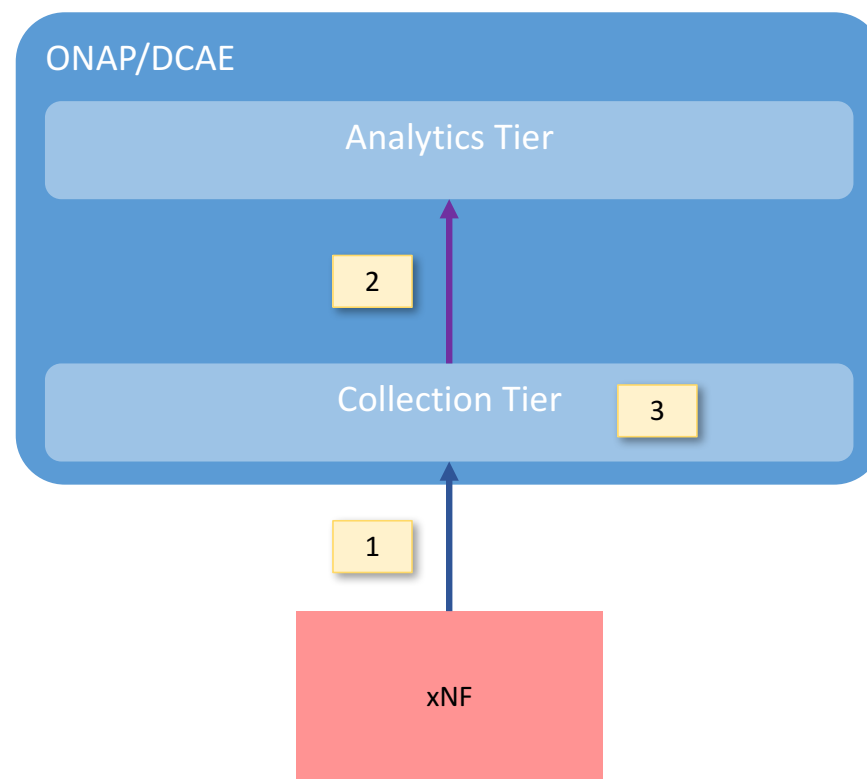 ONAP/DCAE
Analytics Tier
2
Collection Tier
3
1
xNF